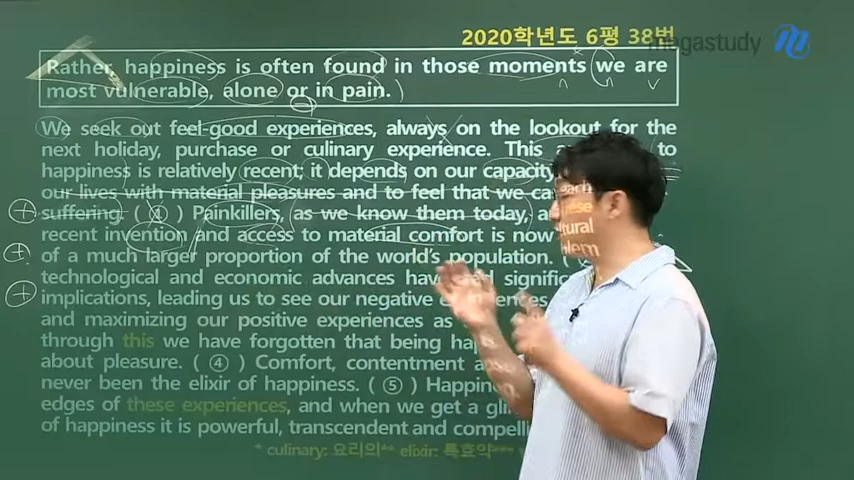 2020학년도 6평 38번
megastudy
Rather, happiness is often found in those moments we are
most vulnerable, alone or in pain.
We seek out feel-good experiences, always on the lookout for the
next holiday, purchase or culinary experience. This to
happiness is relatively recent; it depends on our capacity
our lives with material pleasures and to feel that we can
suffering. ( ① ) Painkillers, as we know them today,
recent invention and access to material comfort is now
of a much larger proportion of the world's population. (
technological and economic advances have had signific
implications, leading us to see our negative experiences
and maximizing our positive experiences as
through this we have forgotten that being hap
about pleasure. ( ④ ) Comfort, contentment
never been the elixir of happiness. ( ⑤ ) Happin
edges of these experiences, and when we get a gli
of happiness it is powerful, transcendent and compelli
* culinary: 요리의 ** elixir: 특효약 ***